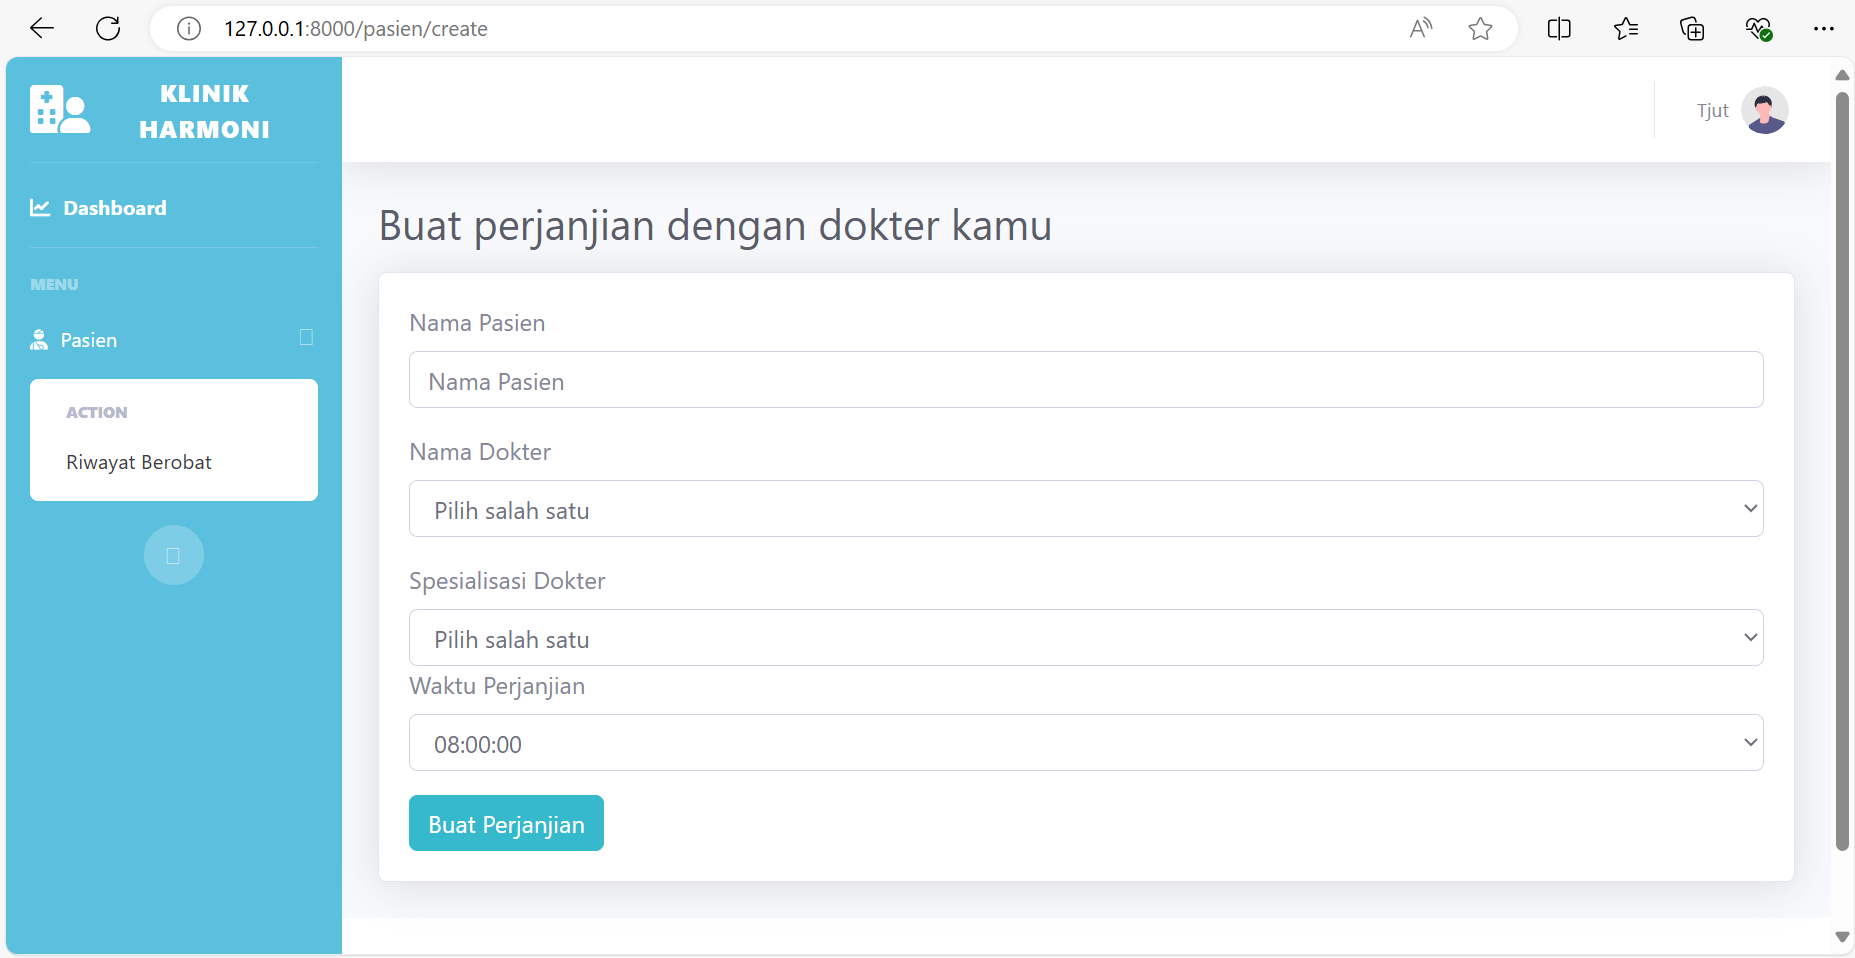 127.0.0.1:8000/pasien/create
KLINIK
HARMONI
Tjut
Dashboard
MENU
Pasien
ACTION
Riwayat Berobat
Buat perjanjian dengan dokter kamu
Nama Pasien
Nama Pasien
Nama Dokter
Pilih salah satu
Spesialisasi Dokter
Pilih salah satu
Waktu Perjanjian
08:00:00
Buat Perjanjian